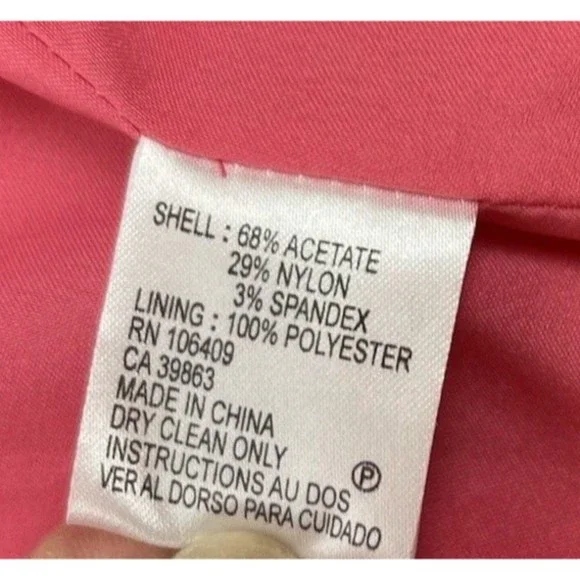 SHELL : 68% ACETATE
29% NYLON
3% SPANDEX
LINING : 100% POLYESTER
RN 106409
CA 39863
MADE IN CHINA
DRY CLEAN ONLY Ⓟ
INSTRUCTIONS AU DOS
VER AL DORSO PARA CUIDADO